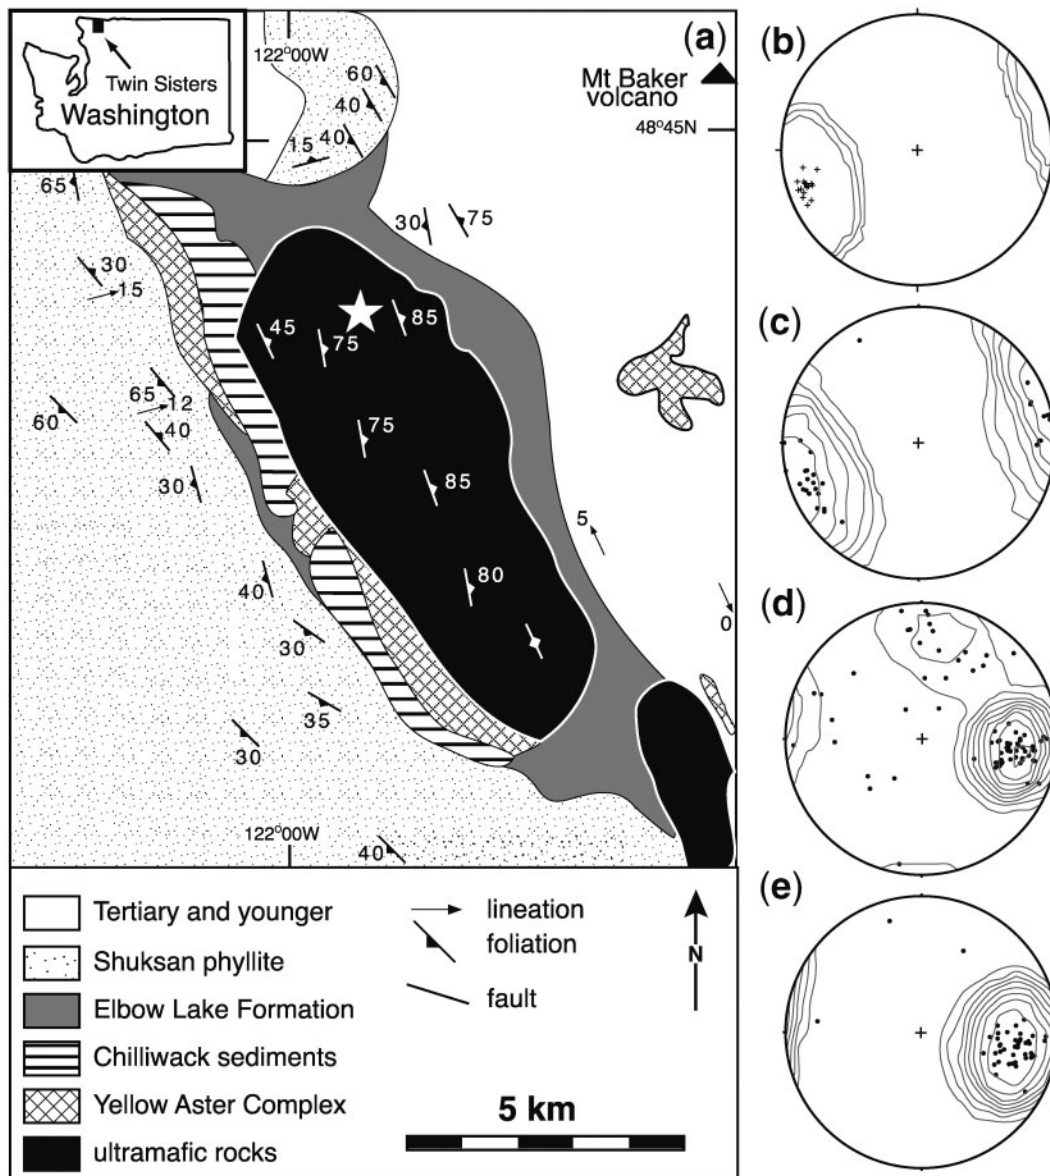 (a)
(b)
Twin Sisters
Washington
122°00W
Mt Baker
volcano
48°45N
60
40
40
15
65
30
75
30
15
45
75
85
(c)
65
12
60
40
75
30
85
5
40
80
0
(d)
30
35
30
122°00W
40
(e)
Tertiary and younger
Shuksan phyllite
Elbow Lake Formation
Chilliwack sediments
Yellow Aster Complex
ultramafic rocks
lineation
foliation
fault
N
5 km